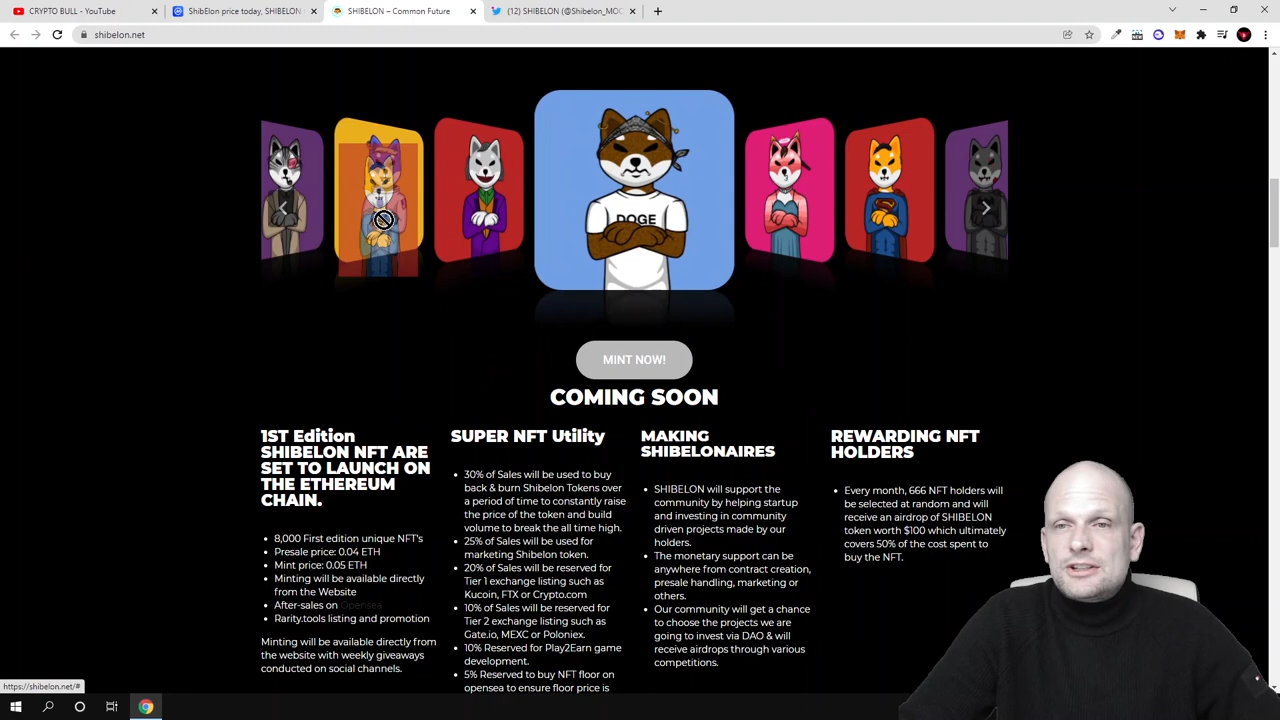 CRYPTO BULL - YouTube
ShibElon price today, SHIBELON
SHIBELON – Common Future
(12) SHIBELON (@Shibelon_MOO
shibelon.net
DOGE
MINT NOW!
COMING SOON
1ST Edition
SHIBELON NFT ARE
SET TO LAUNCH ON
THE ETHEREUM
CHAIN.
• 8,000 First edition unique NFT's
• Presale price: 0.04 ETH
• Mint price: 0.05 ETH
• Minting will be available directly
from the Website
• After-sales on Opensea
• Rarity.tools listing and promotion
Minting will be available directly from
the website with weekly giveaways
conducted on social channels.
SUPER NFT Utility
• 30% of Sales will be used to buy
back & burn Shibelon Tokens over
a period of time to constantly raise
the price of the token and build
volume to break the all time high.
• 25% of Sales will be used for
marketing Shibelon token.
• 20% of Sales will be reserved for
Tier 1 exchange listing such as
Kucoin, FTX or Crypto.com
• 10% of Sales will be reserved for
Tier 2 exchange listing such as
Gate.io, MEXC or Poloniex.
• 10% Reserved for Play2Earn game
development.
• 5% Reserved to buy NFT floor on
opensea to ensure floor price is
MAKING
SHIBELONAIRES
• SHIBELON will support the
community by helping startup
and investing in community
driven projects made by our
holders.
• The monetary support can be
anywhere from contract creation,
presale handling, marketing or
others.
• Our community will get a chance
to choose the projects we are
going to invest via DAO & will
receive airdrops through various
competitions.
REWARDING NFT
HOLDERS
• Every month, 666 NFT holders will
be selected at random and will
receive an airdrop of SHIBELON
token worth $100 which ultimately
covers 50% of the cost spent to
buy the NFT.
https://shibelon.net/#